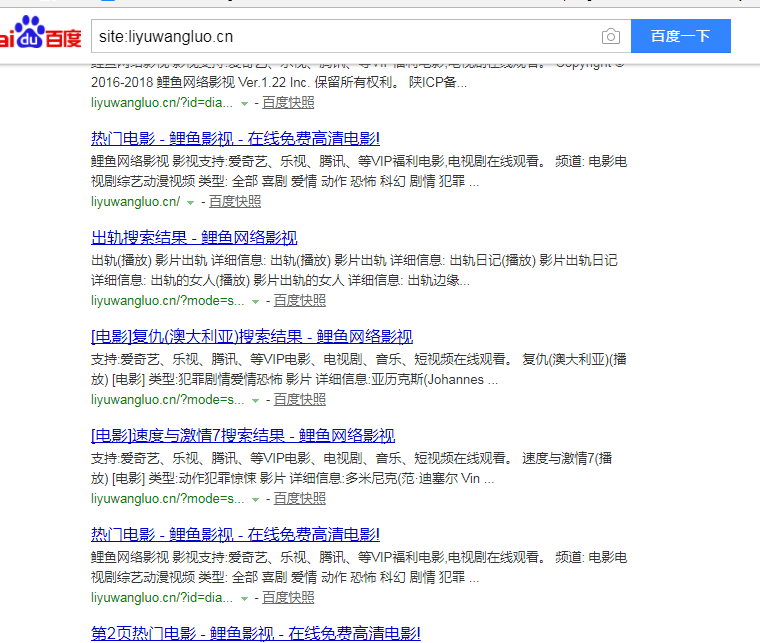 ai du 百度
site:liyuwangluo.cn
百度一下
2016-2018 鲤鱼网络影视 Ver.1.22 Inc. 保留所有权利。 陕ICP备...
liyuwangluo.cn/?id=dia... - 百度快照
热门电影 - 鲤鱼影视 - 在线免费高清电影!
鲤鱼网络影视 影视支持:爱奇艺、乐视、腾讯、等VIP福利电影,电视剧在线观看。 频道: 电影电
视剧综艺动漫视频 类型: 全部 喜剧 爱情 动作 恐怖 科幻 剧情 犯罪 ...
liyuwangluo.cn/ - 百度快照
出轨搜索结果 - 鲤鱼网络影视
出轨(播放) 影片出轨 详细信息: 出轨(播放) 影片出轨 详细信息: 出轨日记(播放) 影片出轨日记
详细信息: 出轨的女人(播放) 影片出轨的女人 详细信息: 出轨边缘...
liyuwangluo.cn/?mode=s... - 百度快照
[电影]复仇(澳大利亚)搜索结果 - 鲤鱼网络影视
支持:爱奇艺、乐视、腾讯、等VIP电影、电视剧、音乐、短视频在线观看。 复仇(澳大利亚)(播
放) [电影] 类型:犯罪剧情爱情恐怖 影片 详细信息:亚历克斯(Johannes ...
liyuwangluo.cn/?mode=s... - 百度快照
[电影]速度与激情7搜索结果 - 鲤鱼网络影视
支持:爱奇艺、乐视、腾讯、等VIP电影、电视剧、音乐、短视频在线观看。 速度与激情7(播
放) [电影] 类型:动作犯罪惊悚 影片 详细信息:多米尼克(范·迪塞尔 Vin ...
liyuwangluo.cn/?mode=s... - 百度快照
热门电影 - 鲤鱼影视 - 在线免费高清电影!
鲤鱼网络影视 影视支持:爱奇艺、乐视、腾讯、等VIP福利电影,电视剧在线观看。 频道: 电影电
视剧综艺动漫视频 类型: 全部 喜剧 爱情 动作 恐怖 科幻 剧情 犯罪 ...
liyuwangluo.cn/?id=dia... - 百度快照
第2页热门电影 - 鲤鱼影视 - 在线免费高清电影!